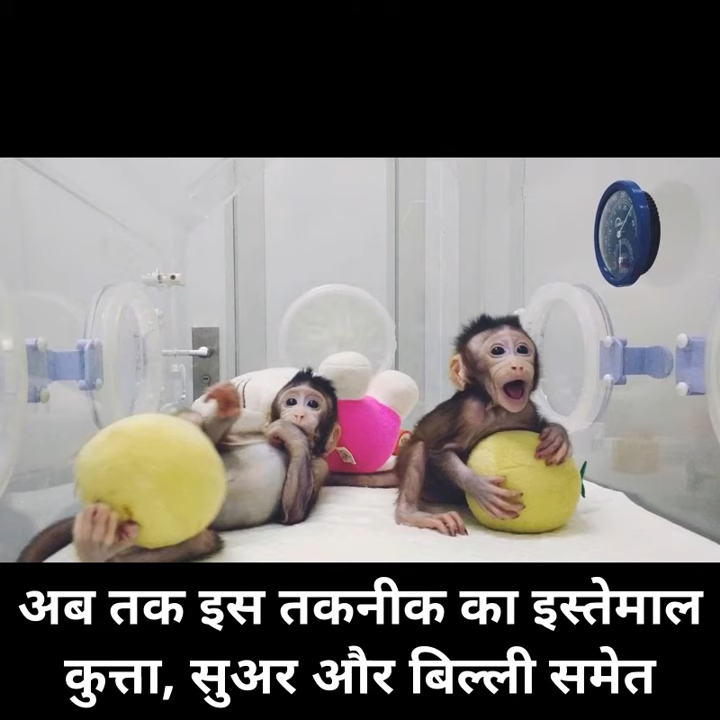 अब तक इस तकनीक का इस्तेमाल
कुत्ता, सुअर और बिल्ली समेत